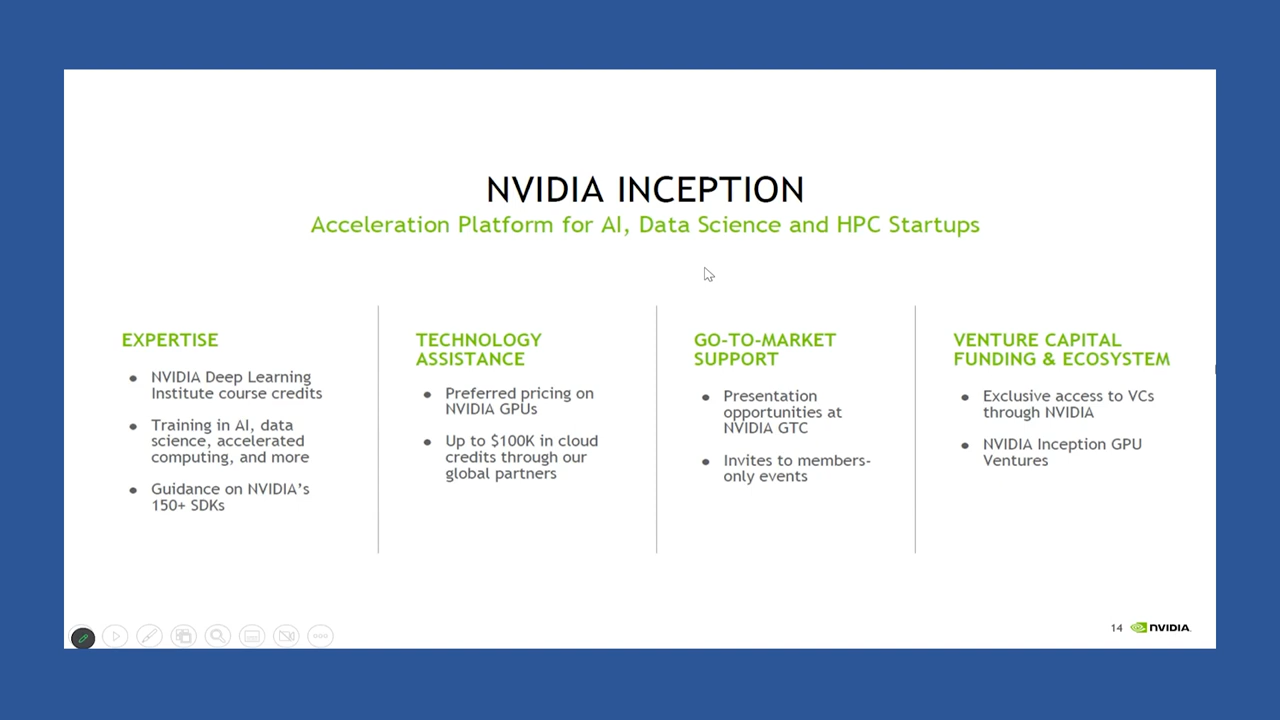 NVIDIA INCEPTION
Acceleration Platform for AI, Data Science and HPC Startups
EXPERTISE
● NVIDIA Deep Learning
Institute course credits
● Training in AI, data
science, accelerated
computing, and more
● Guidance on NVIDIA's
150+ SDKs
TECHNOLOGY
ASSISTANCE
● Preferred pricing on
NVIDIA GPUs
● Up to $100K in cloud
credits through our
global partners
GO-TO-MARKET
SUPPORT
● Presentation
opportunities at
NVIDIA GTC
● Invites to members-
only events
VENTURE CAPITAL
FUNDING & ECOSYSTEM
● Exclusive access to VCs
through NVIDIA
● NVIDIA Inception GPU
Ventures
14 NVIDIA.